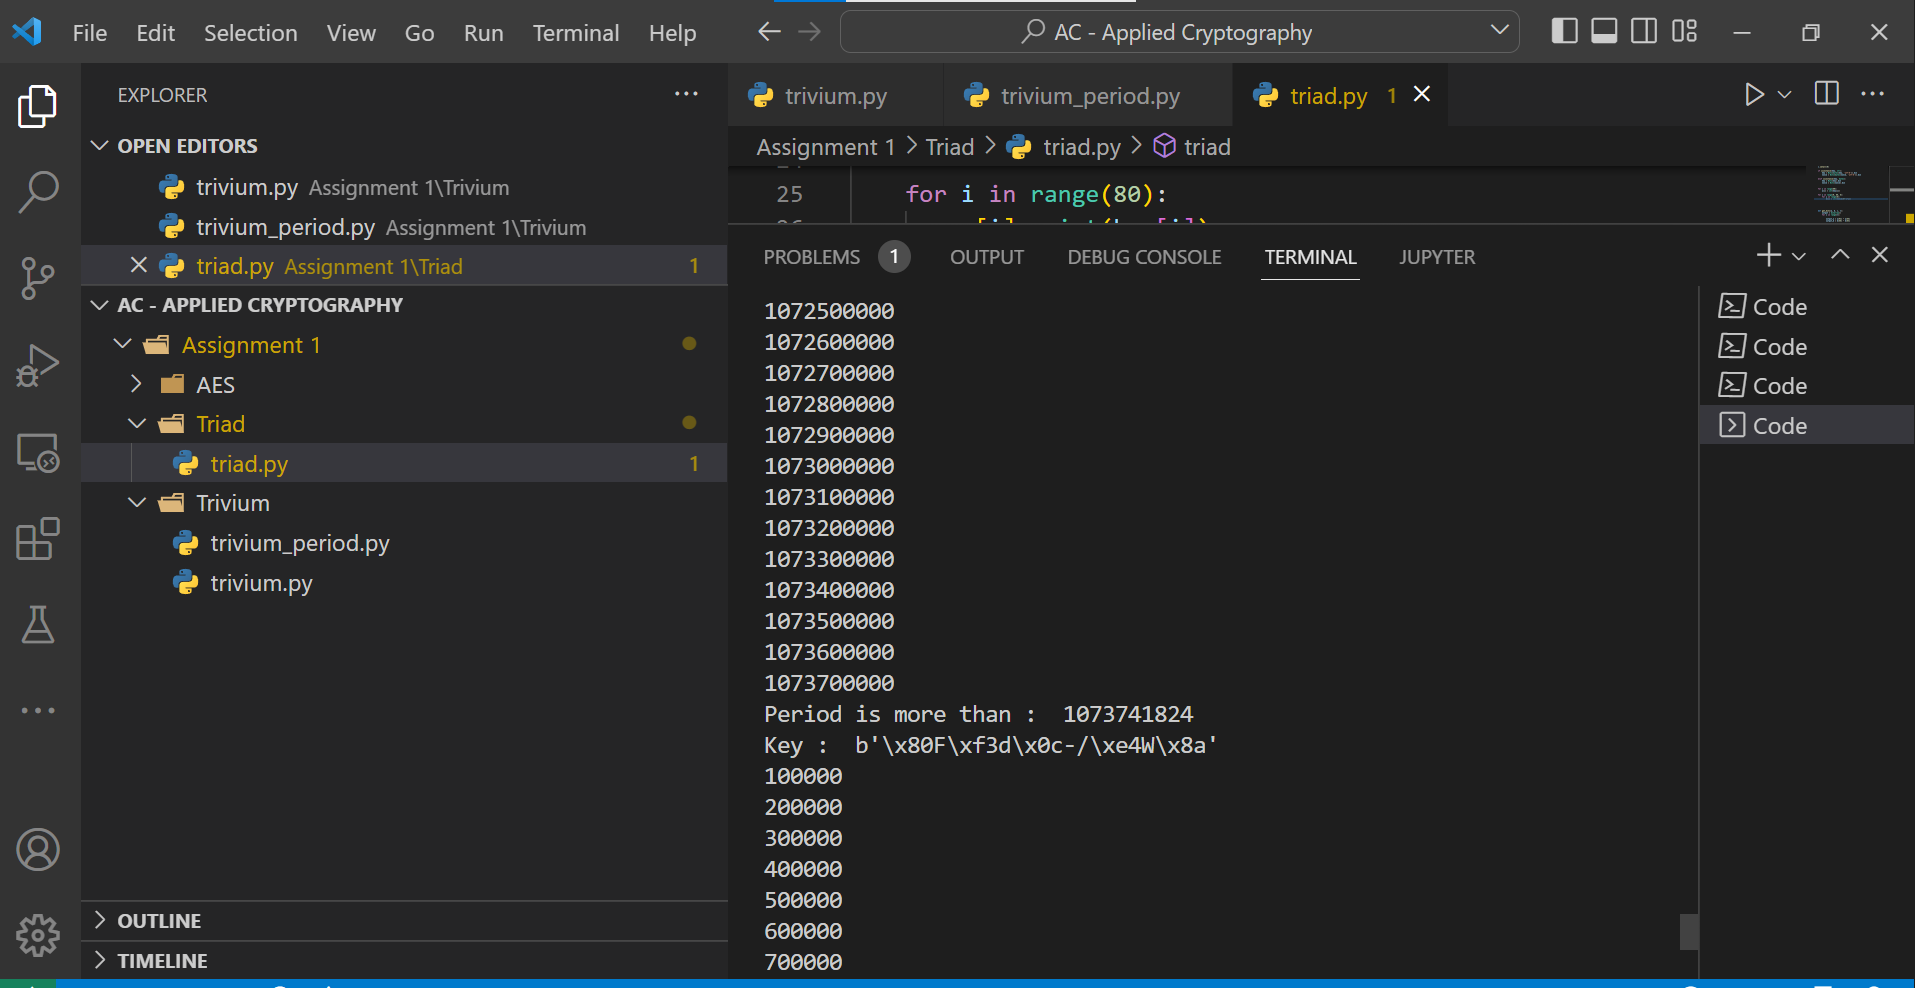 File Edit Selection View Go Run Terminal Help
AC - Applied Cryptography
EXPLORER
OPEN EDITORS
trivium.py Assignment 1\Trivium
trivium_period.py Assignment 1\Trivium
triad.py Assignment 1\Triad 1
AC - APPLIED CRYPTOGRAPHY
Assignment 1
AES
Triad
triad.py 1
Trivium
trivium_period.py
trivium.py
OUTLINE
TIMELINE
trivium.py trivium_period.py triad.py 1
Assignment 1 > Triad > triad.py > triad
25 for i in range(80):
PROBLEMS 1 OUTPUT DEBUG CONSOLE TERMINAL JUPYTER
1072500000
1072600000
1072700000
1072800000
1072900000
1073000000
1073100000
1073200000
1073300000
1073400000
1073500000
1073600000
1073700000
Period is more than :  1073741824
Key :  b'\x80F\xf3d\x0c-/\xe4W\x8a'
100000
200000
300000
400000
500000
600000
700000
Code
Code
Code
Code